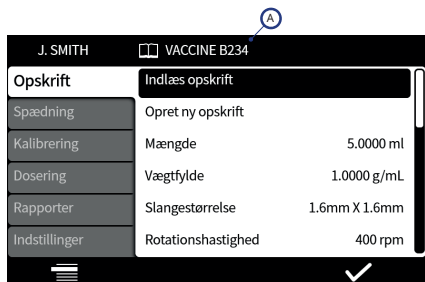 A
J. SMITH VACCINE B234
Opskrift Indlæs opskrift
Spædning Opret ny opskrift
Kalibrering Mængde 5.0000 ml
Dosering Vægtfylde 1.0000 g/mL
Rapporter Slangestørrelse 1.6mm X 1.6mm
Indstillinger Rotationshastighed 400 rpm